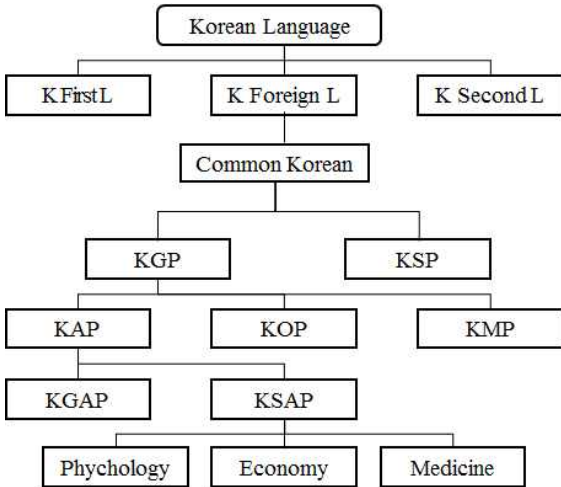 Korean Language
K First L
K Foreign L
K Second L
Common Korean
KGP
KSP
KAP
KOP
KMP
KGAP
KSAP
Phychology
Economy
Medicine